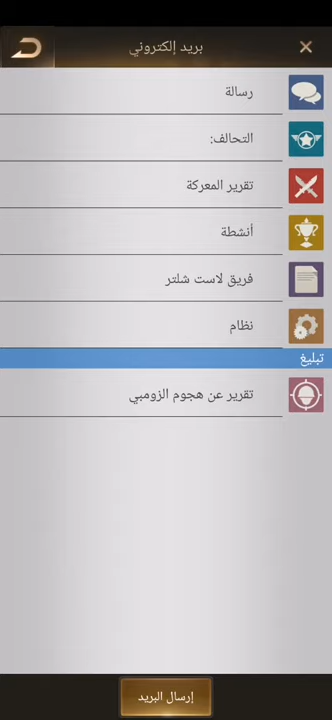 بريد إلكتروني
رسالة
التحالف:
تقرير المعركة
أنشطة
فريق لاست شلتر
نظام
تبليغ
تقرير عن هجوم الزومبي
إرسال البريد